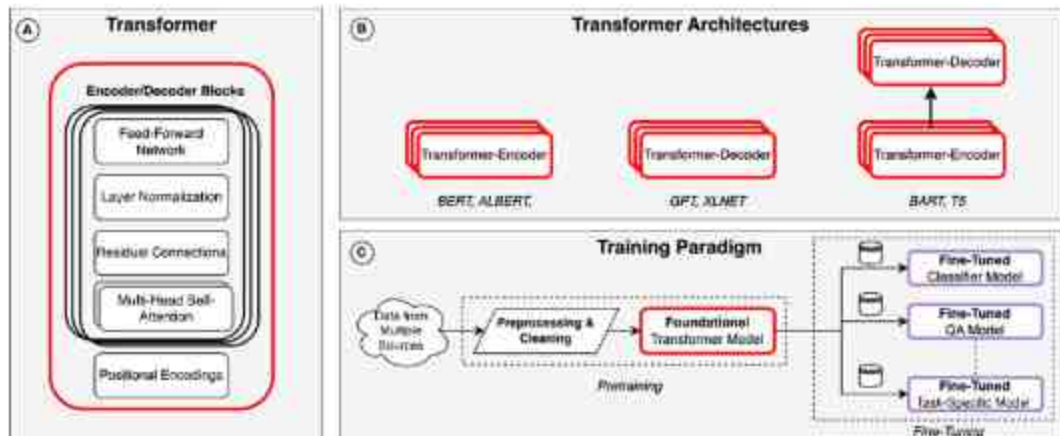 A
Transformer
Encoder/Decoder Blocks
Feed-Forward
Network
Layer Normalization
Residual Connections
Multi-Head Self-
Attention
Positional Encodings
B
Transformer Architectures
Transformer-Encoder
BERT, ALBERT,
Transformer-Decoder
GPT, XLNET
Transformer-Decoder
Transformer-Encoder
BART, T5
C
Training Paradigm
Data from
Multiple
Sources
Preprocessing &
Cleaning
Foundational
Transformer Model
Pretraining
Fine-Tuned
Classifier Model
Fine-Tuned
QA Model
Fine-Tuned
Task-Specific Model
Fine-Tuning